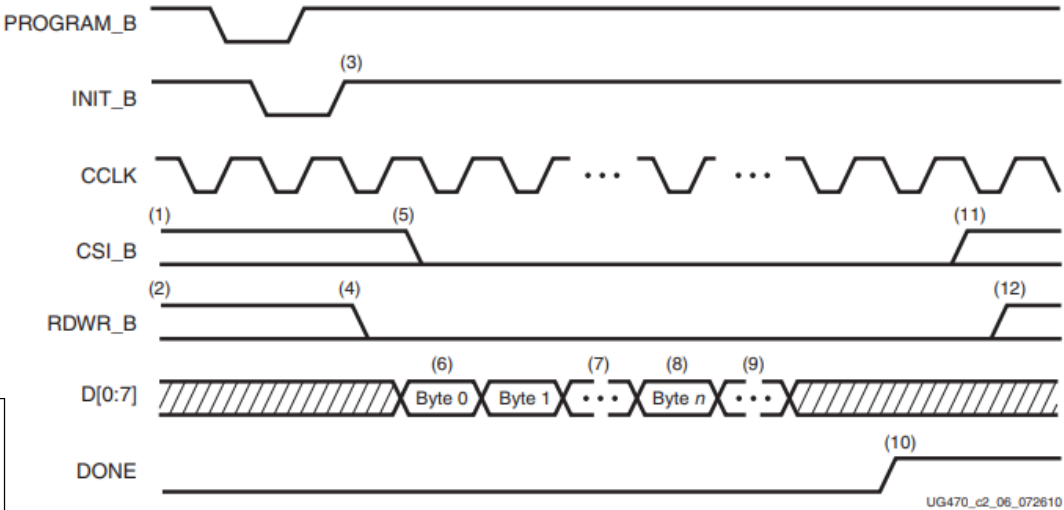 PROGRAM_B
(3)
INIT_B
CCLK
(1) (5) (11)
CSI_B
(2) (4) (12)
RDWR_B
(6) (7) (8) (9)
D[0:7] Byte 0 Byte 1 • • • Byte n • • •
(10)
DONE
UG470_c2_06_072610